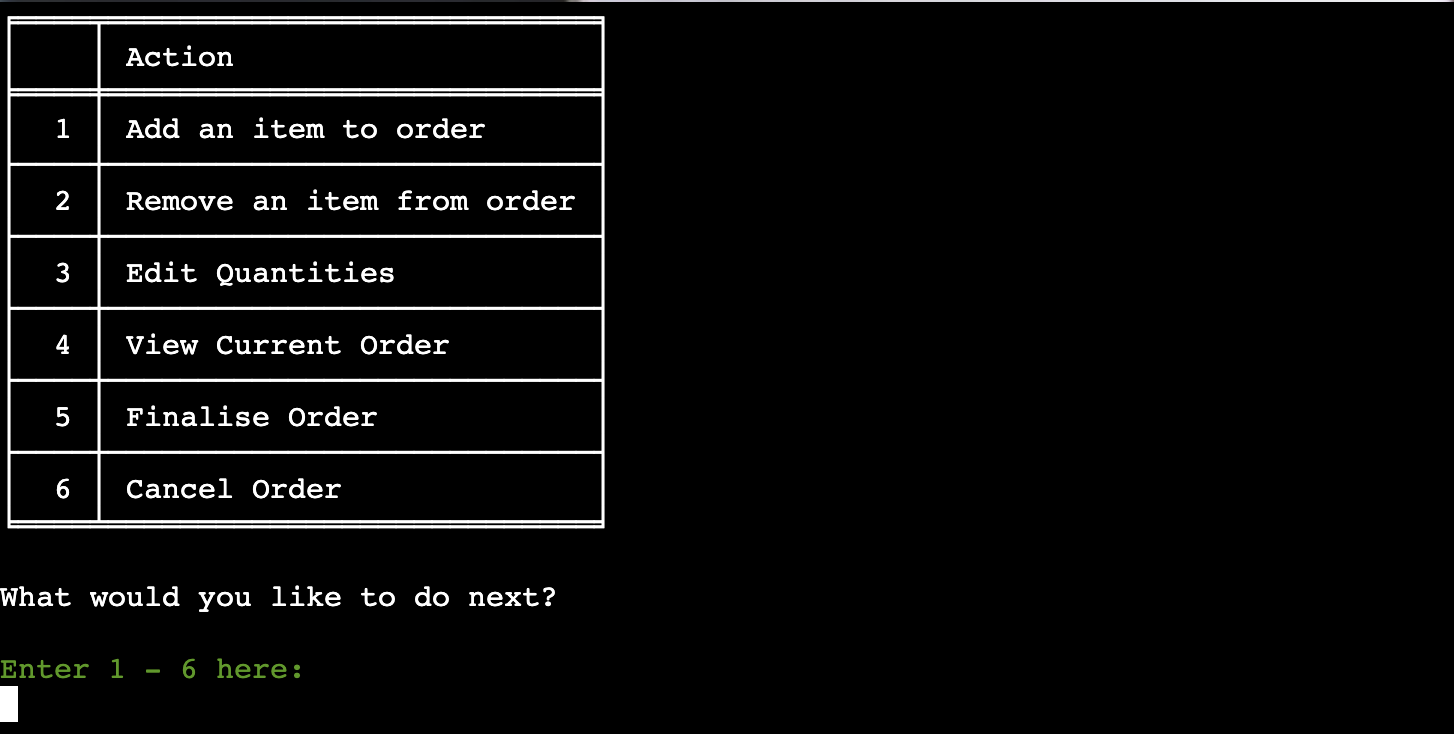 Action
1 Add an item to order
2 Remove an item from order
3 Edit Quantities
4 View Current Order
5 Finalise Order
6 Cancel Order
What would you like to do next?
Enter 1 - 6 here: